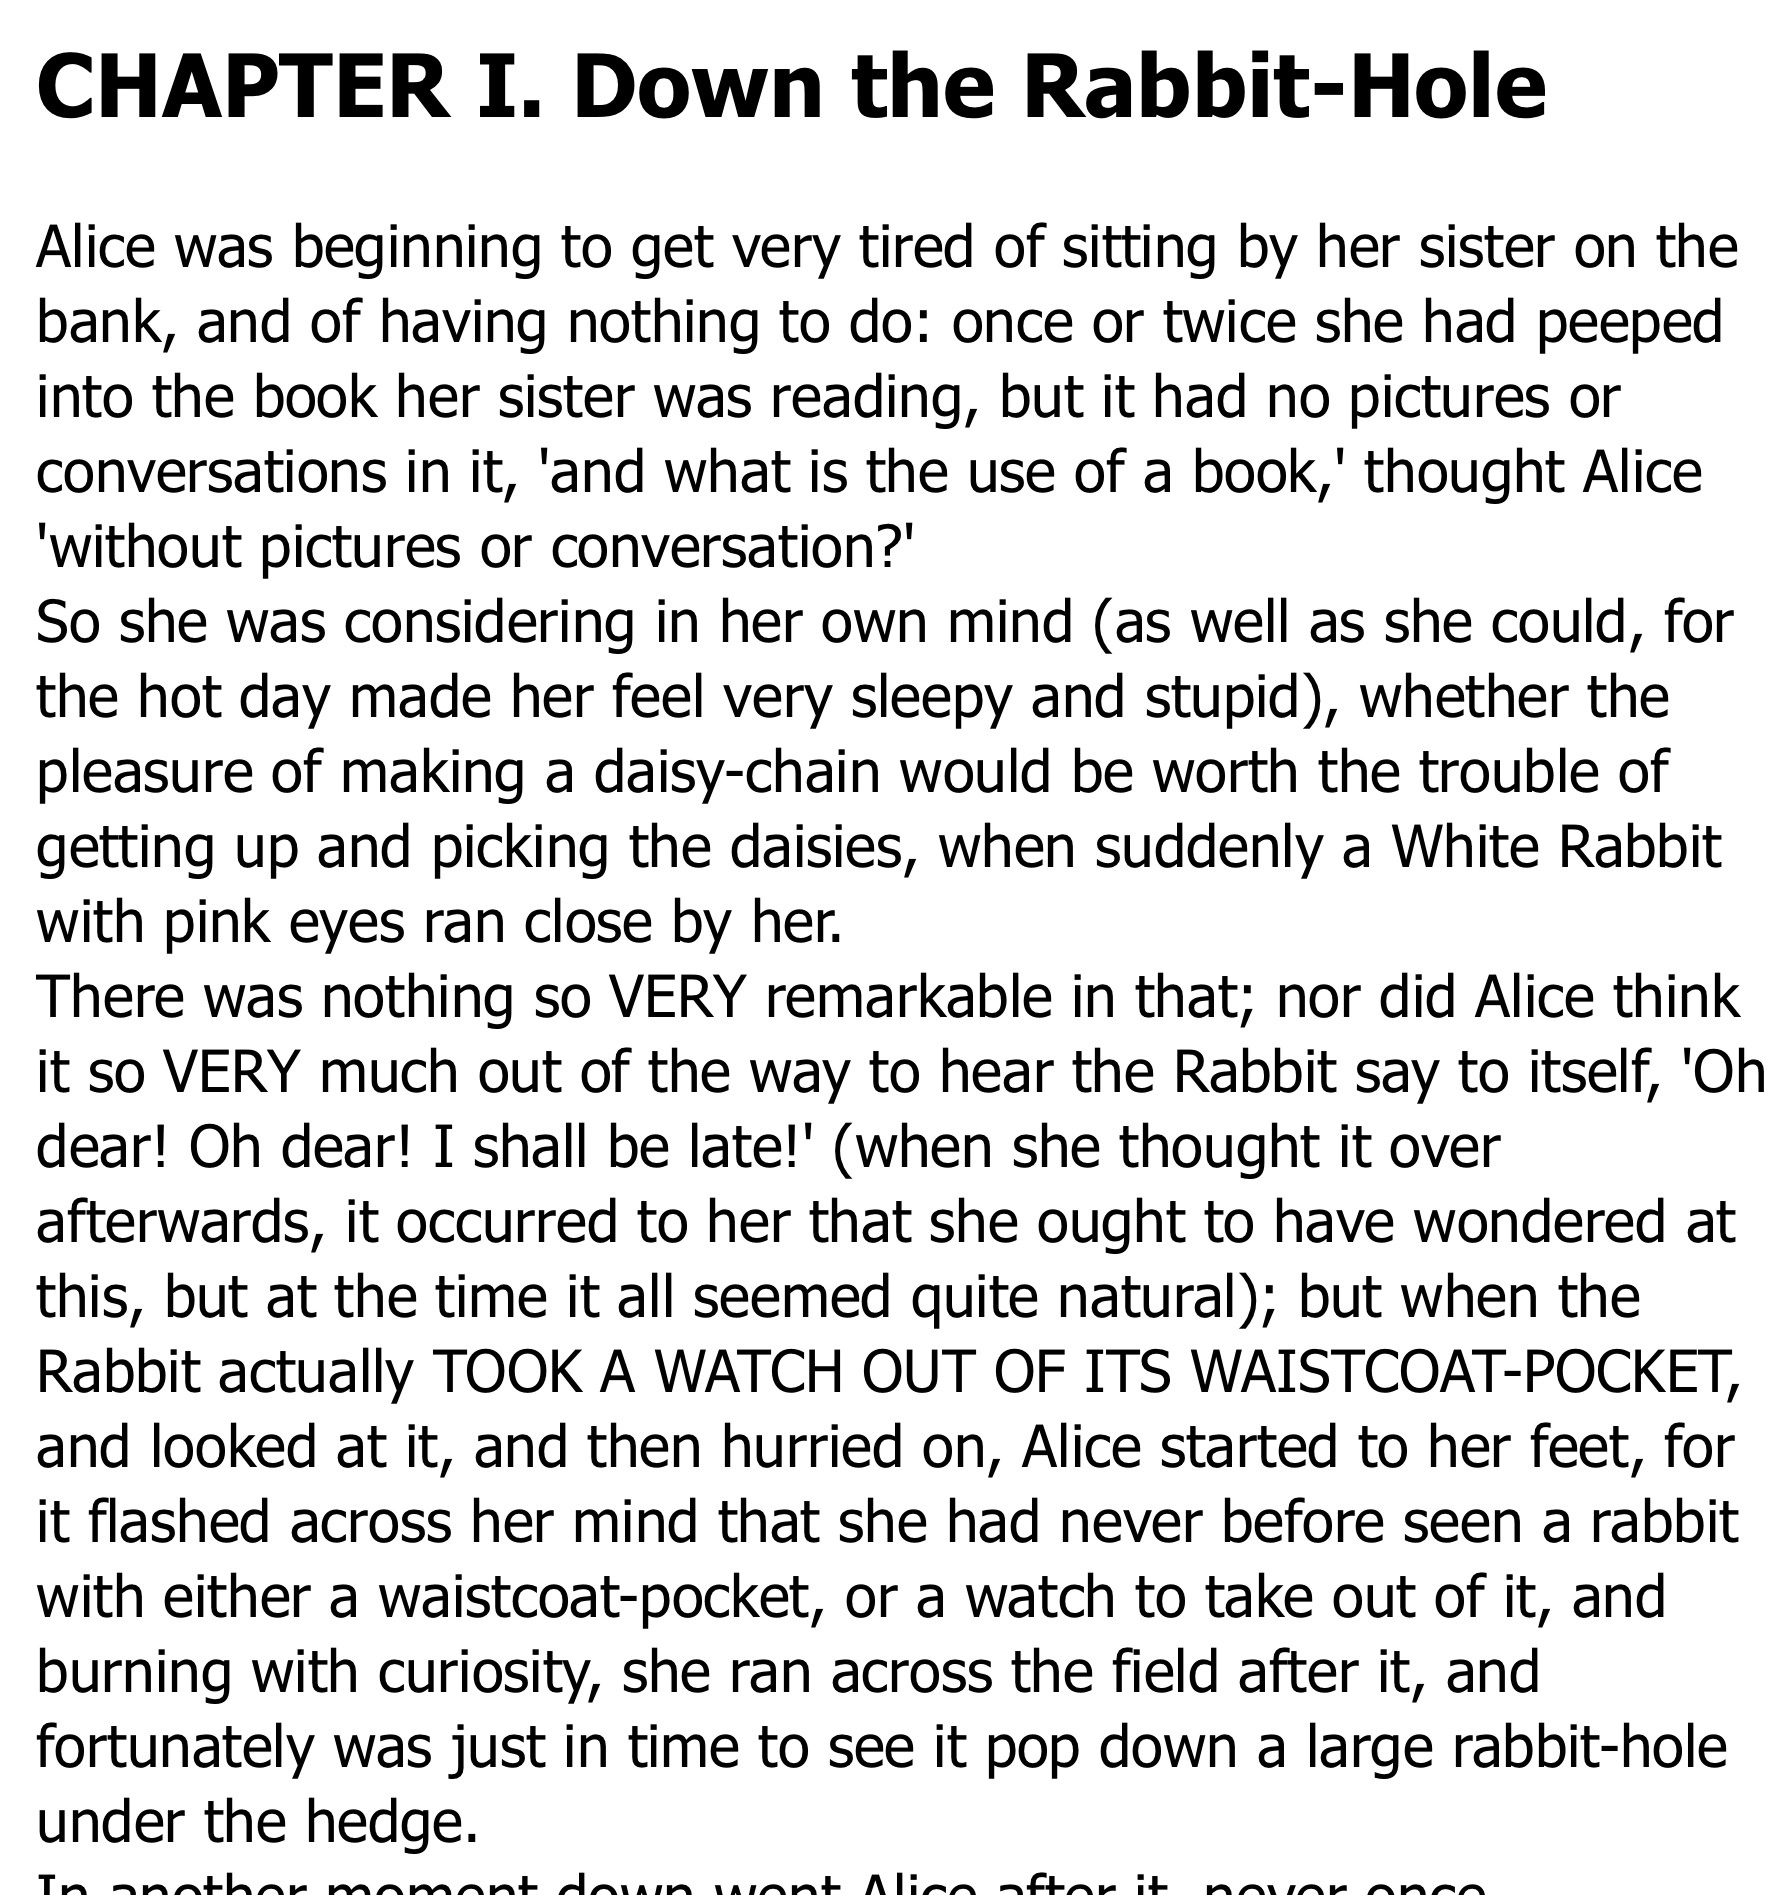 CHAPTER I. Down the Rabbit-Hole
Alice was beginning to get very tired of sitting by her sister on the
bank, and of having nothing to do: once or twice she had peeped
into the book her sister was reading, but it had no pictures or
conversations in it, 'and what is the use of a book,' thought Alice
'without pictures or conversation?'
So she was considering in her own mind (as well as she could, for
the hot day made her feel very sleepy and stupid), whether the
pleasure of making a daisy-chain would be worth the trouble of
getting up and picking the daisies, when suddenly a White Rabbit
with pink eyes ran close by her.
There was nothing so VERY remarkable in that; nor did Alice think
it so VERY much out of the way to hear the Rabbit say to itself, 'Oh
dear! Oh dear! I shall be late!' (when she thought it over
afterwards, it occurred to her that she ought to have wondered at
this, but at the time it all seemed quite natural); but when the
Rabbit actually TOOK A WATCH OUT OF ITS WAISTCOAT-POCKET,
and looked at it, and then hurried on, Alice started to her feet, for
it flashed across her mind that she had never before seen a rabbit
with either a waistcoat-pocket, or a watch to take out of it, and
burning with curiosity, she ran across the field after it, and
fortunately was just in time to see it pop down a large rabbit-hole
under the hedge.
In another moment down went Alice after it, never once